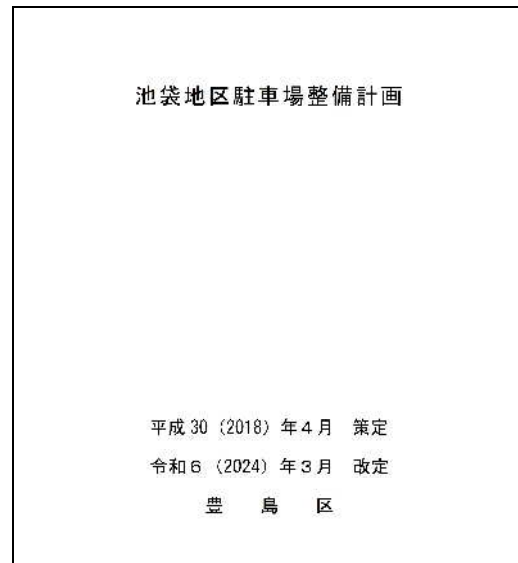 池袋地区駐車場整備計画
平成30（2018）年４月　策定
令和６（2024）年３月　改定
豊　島　区